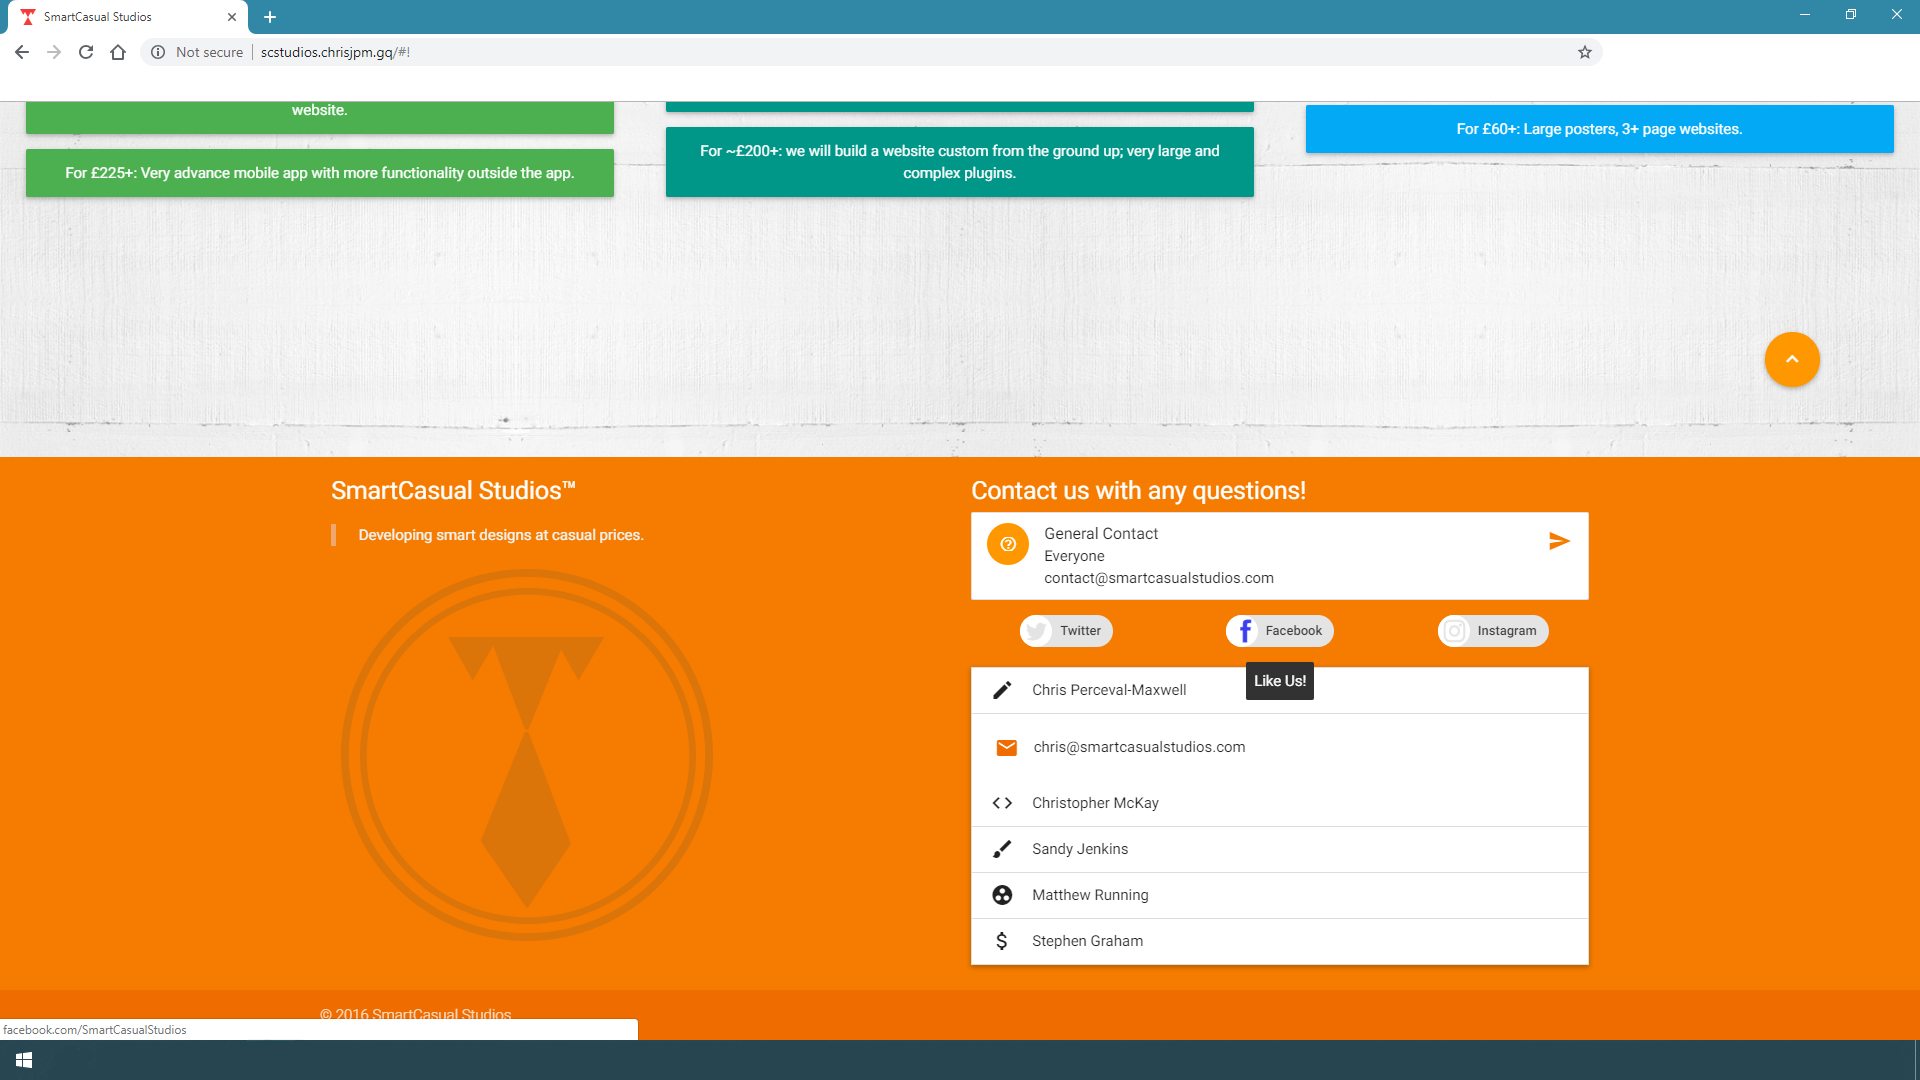 SmartCasual Studios
Not secure
scstudios.chrisjpm.gq/#!
website.
For £225+: Very advance mobile app with more functionality outside the app.
For ~£200+: we will build a website custom from the ground up; very large and
complex plugins.
For £60+: Large posters, 3+ page websites.
SmartCasual Studios™
Developing smart designs at casual prices.
Contact us with any questions!
General Contact
Everyone
contact@smartcasualstudios.com
Twitter
Facebook
Instagram
Like Us!
Chris Perceval-Maxwell
chris@smartcasualstudios.com
Christopher McKay
Sandy Jenkins
Matthew Running
Stephen Graham
© 2016 SmartCasual Studios
facebook.com/SmartCasualStudios